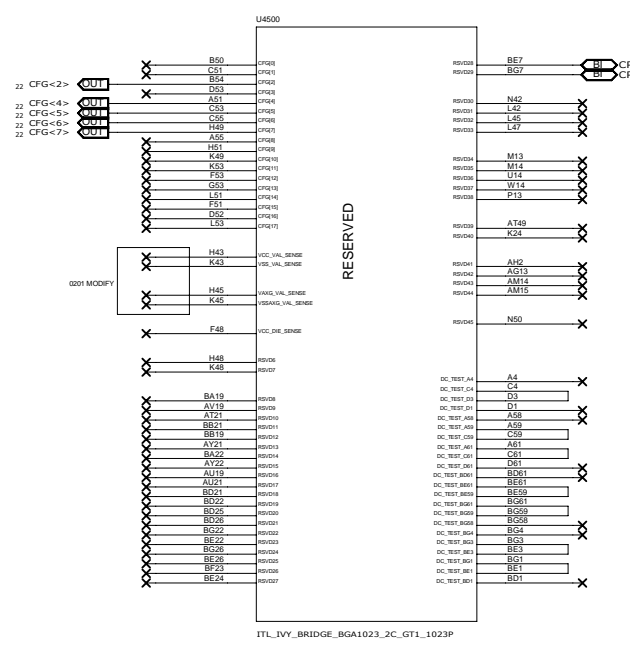 U4500
B50 CFG[0]
C51 CFG[1]
22 CFG<2> OUT B54 CFG[2]
D53 CFG[3]
22 CFG<4> OUT A51 CFG[4]
22 CFG<5> OUT C53 CFG[5]
22 CFG<6> OUT C55 CFG[6]
22 CFG<7> OUT H49 CFG[7]
A55 CFG[8]
H51 CFG[9]
K49 CFG[10]
K53 CFG[11]
F53 CFG[12]
G53 CFG[13]
L51 CFG[14]
F51 CFG[15]
D52 CFG[16]
L53 CFG[17]
0201 MODIFY
H43 VCC_VAL_SENSE
K43 VSS_VAL_SENSE
H45 VAXG_VAL_SENSE
K45 VSSAXG_VAL_SENSE
F48 VCC_DIE_SENSE
H48 RSVD6
K48 RSVD7
BA19 RSVD8
AV19 RSVD9
AT21 RSVD10
BB21 RSVD11
BB19 RSVD12
AY21 RSVD13
BA22 RSVD14
AY22 RSVD15
AU19 RSVD16
AU21 RSVD17
BD21 RSVD18
BD22 RSVD19
BD25 RSVD20
BD26 RSVD21
BG22 RSVD22
BE22 RSVD23
BG26 RSVD24
BE26 RSVD25
BF23 RSVD26
BE24 RSVD27
RESERVED
RSVD28 BE7 BI CP
RSVD29 BG7 BI CP
RSVD30 N42
RSVD31 L42
RSVD32 L45
RSVD33 L47
RSVD34 M13
RSVD35 M14
RSVD36 U14
RSVD37 W14
RSVD38 P13
RSVD39 AT49
RSVD40 K24
RSVD41 AH2
RSVD42 AG13
RSVD43 AM14
RSVD44 AM15
RSVD45 N50
DC_TEST_A4 A4
DC_TEST_C4 C4
DC_TEST_D3 D3
DC_TEST_D1 D1
DC_TEST_A58 A58
DC_TEST_A59 A59
DC_TEST_C59 C59
DC_TEST_A61 A61
DC_TEST_C61 C61
DC_TEST_D61 D61
DC_TEST_BD61 BD61
DC_TEST_BE61 BE61
DC_TEST_BE59 BE59
DC_TEST_BG61 BG61
DC_TEST_BG59 BG59
DC_TEST_BG58 BG58
DC_TEST_BG4 BG4
DC_TEST_BG3 BG3
DC_TEST_BE3 BE3
DC_TEST_BG1 BG1
DC_TEST_BE1 BE1
DC_TEST_BD1 BD1
ITL_IVY_BRIDGE_BGA1023_2C_GT1_1023P